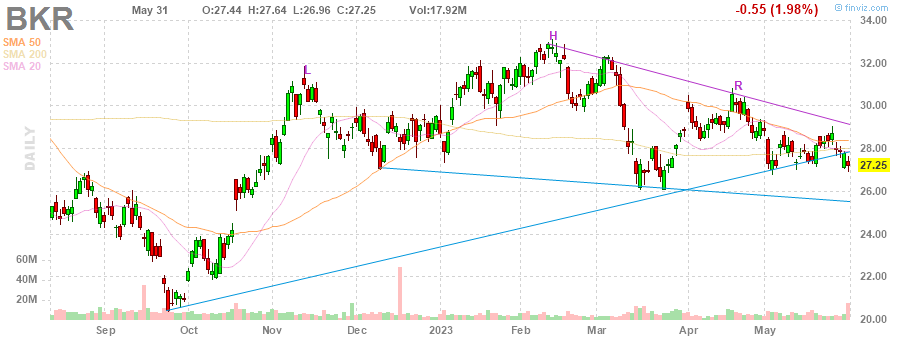 BKR May 31 O:27.44 H:27.64 L:26.96 C:27.25 Vol:17.92M -0.55 (1.98%) © finviz.com
SMA 50
SMA 200
SMA 20
DAILY
L
H
R
34.00
32.00
30.00
28.00
27.25
26.00
24.00
22.00
20.00
60M
40M
20M
Sep Oct Nov Dec 2023 Feb Mar Apr May